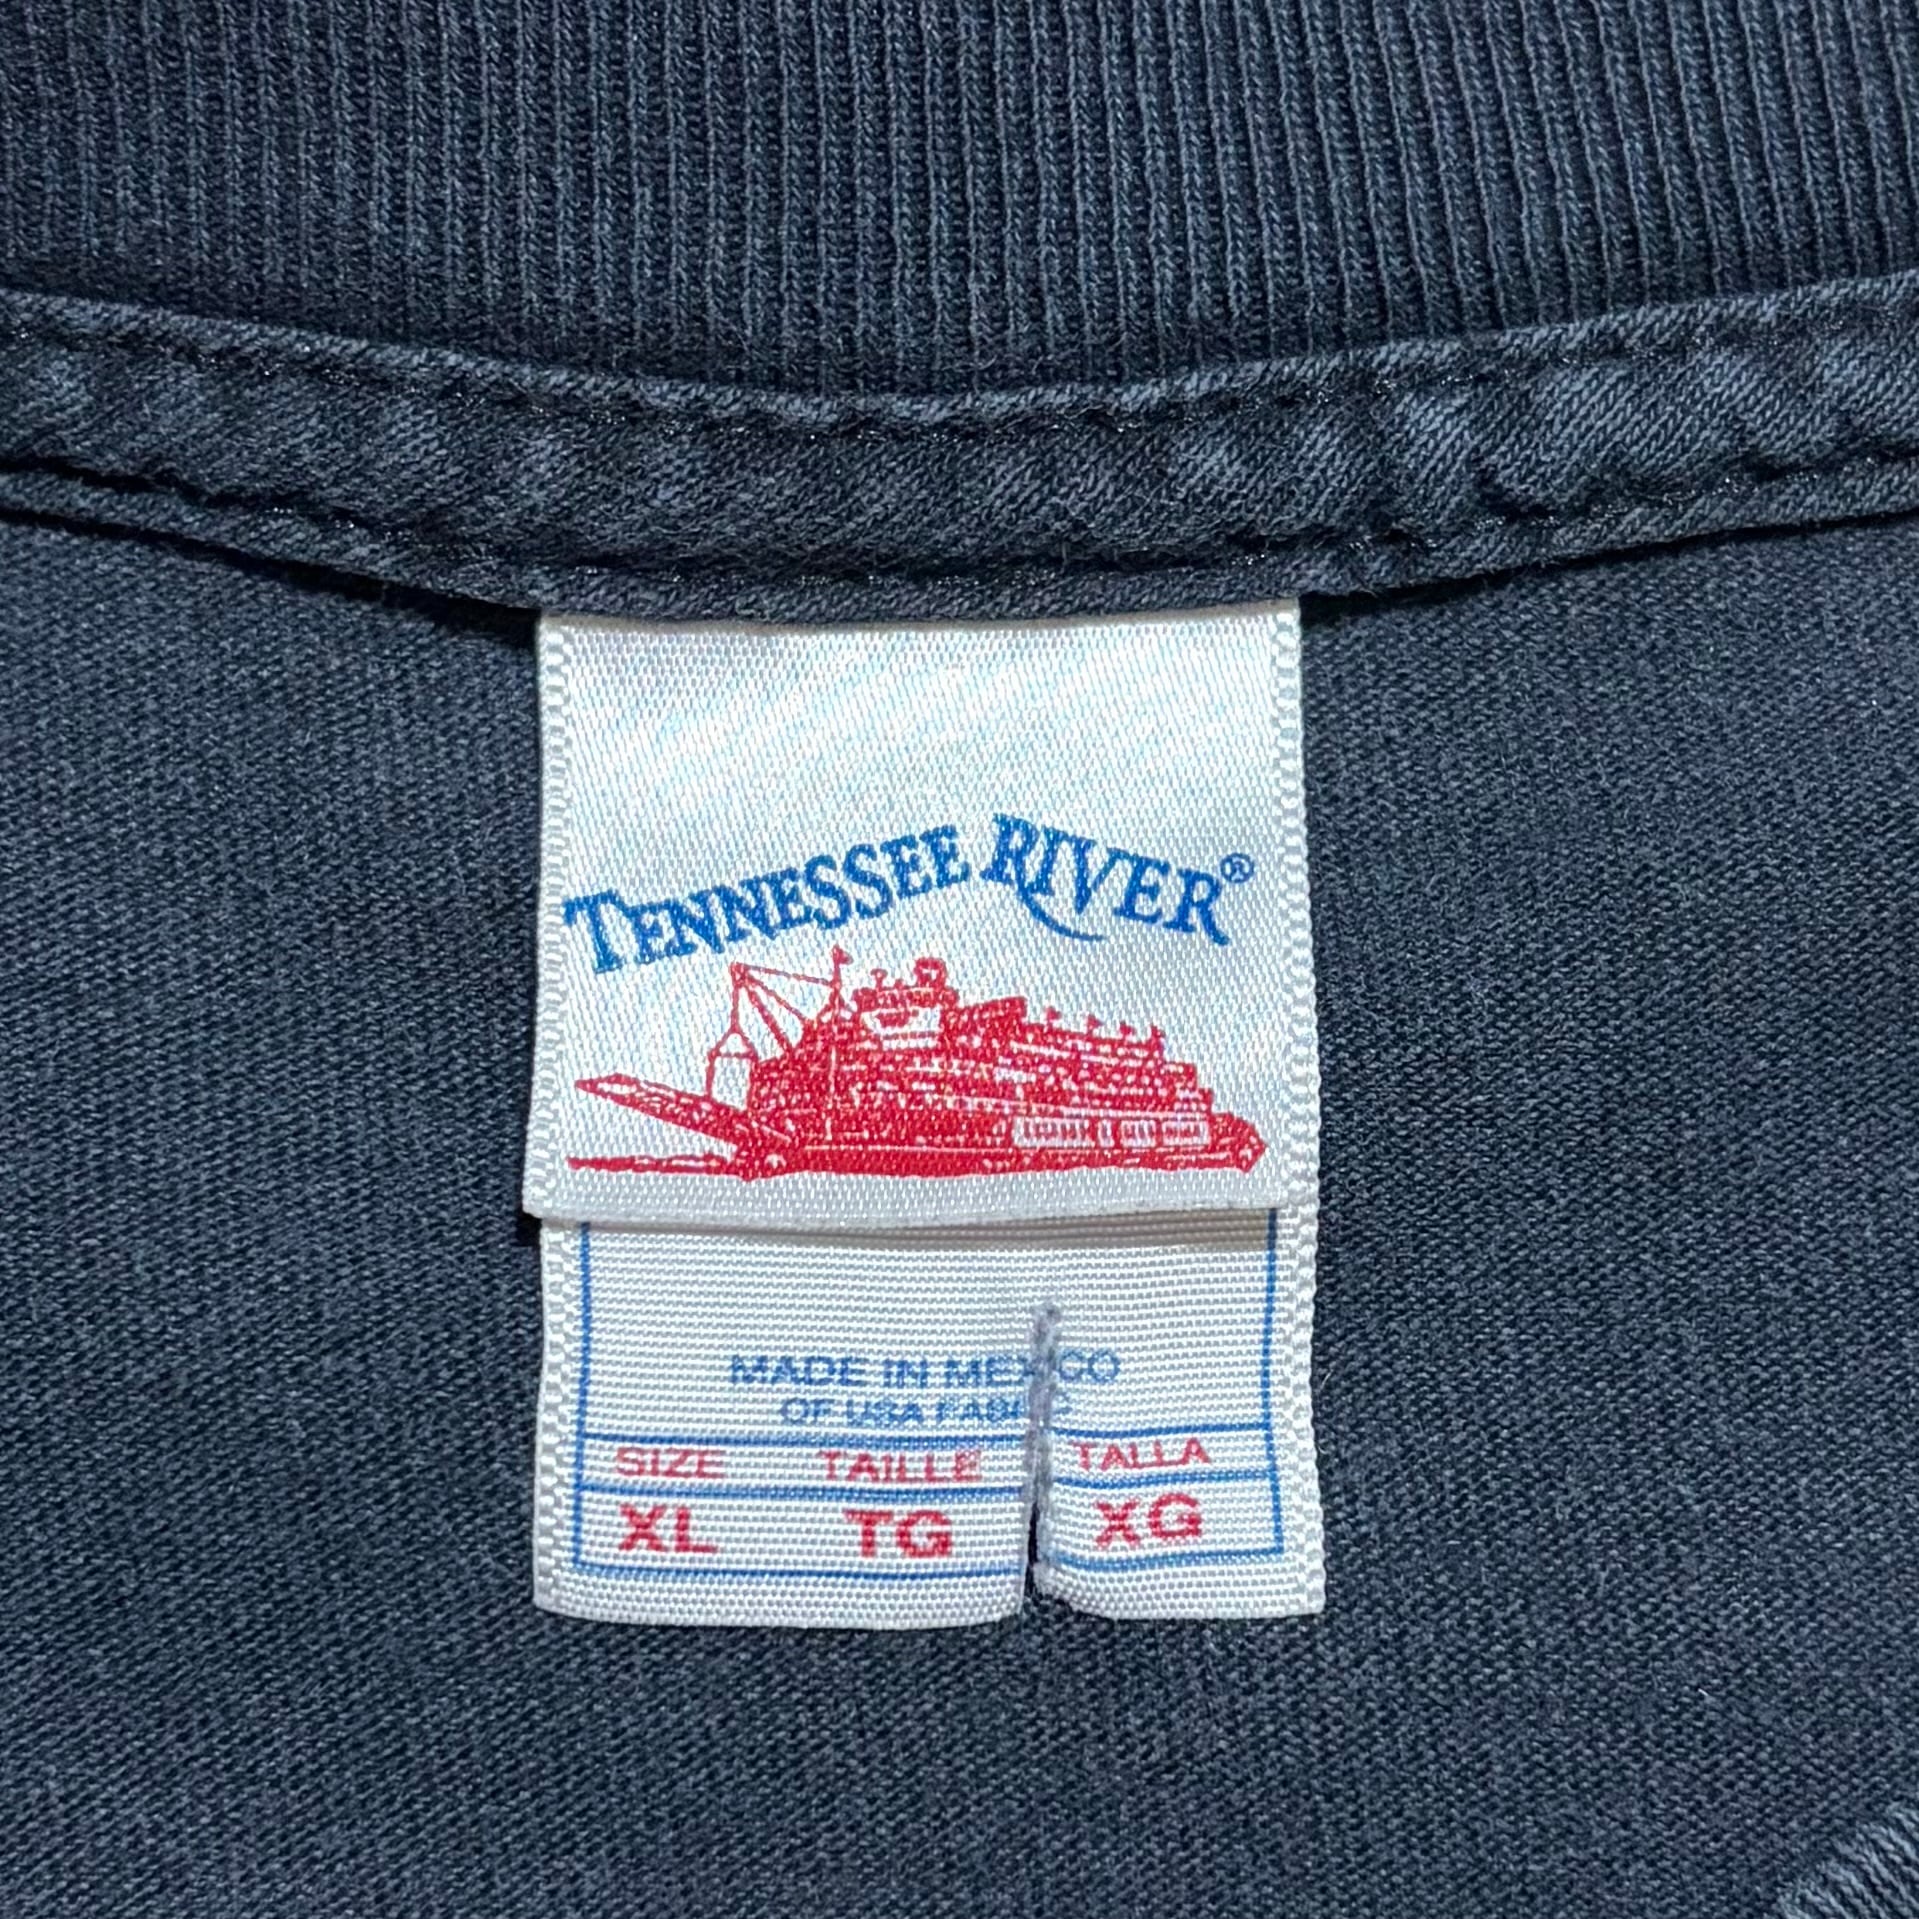 TENNESSEE RIVER®
MADE IN MEXICO
OF USA FABRIC
SIZE TAILLE TALLA
XL TG XG